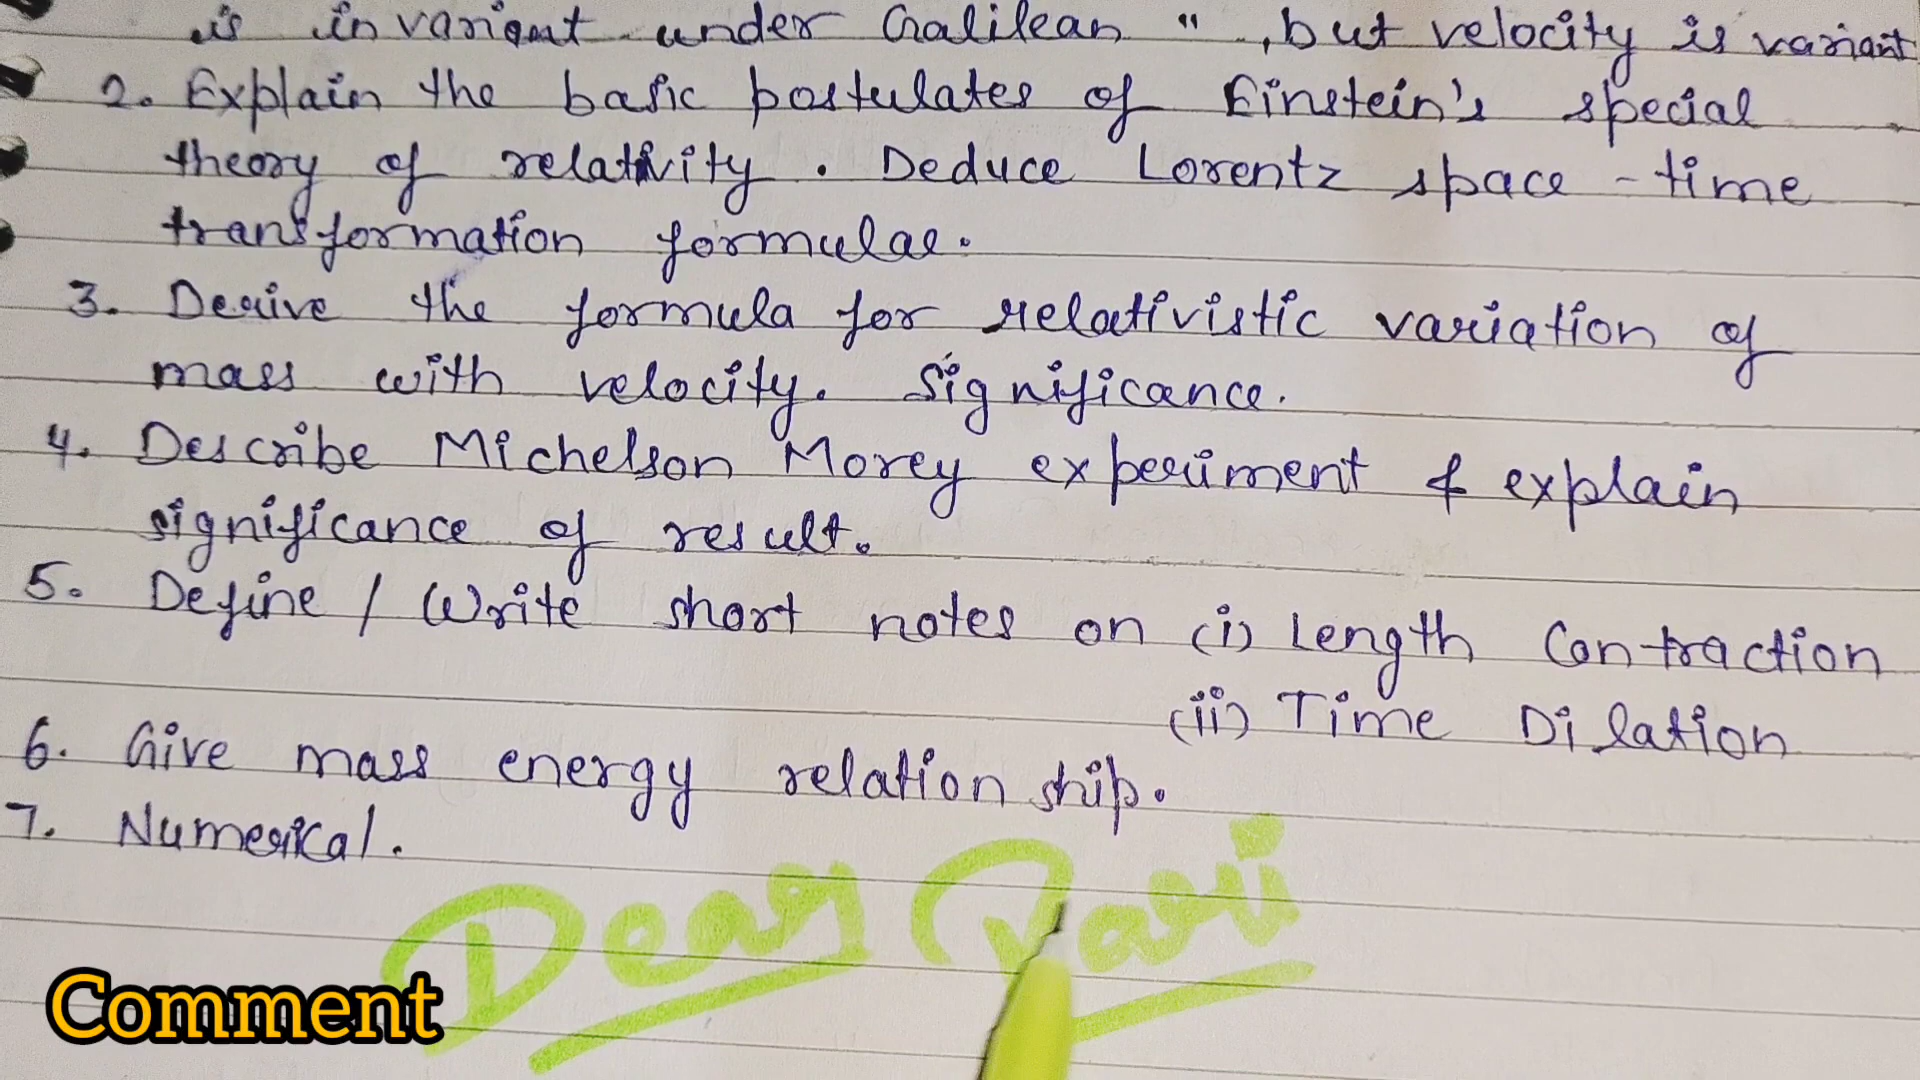 is invariant under Galilean ", but velocity is variant
2. Explain the basic postulates of Einstein's special
theory of relativity. Deduce Lorentz space-time
transformation formulae.
3. Derive the formula for relativistic variation of
mass with velocity. Significance.
4. Describe Michelson Morey experiment & explain
significance of result.
5. Define / Write short notes on (i) Length Contraction
(ii) Time Dilation
6. Give mass energy relation ship.
7. Numerical.
Dear Pari
Comment